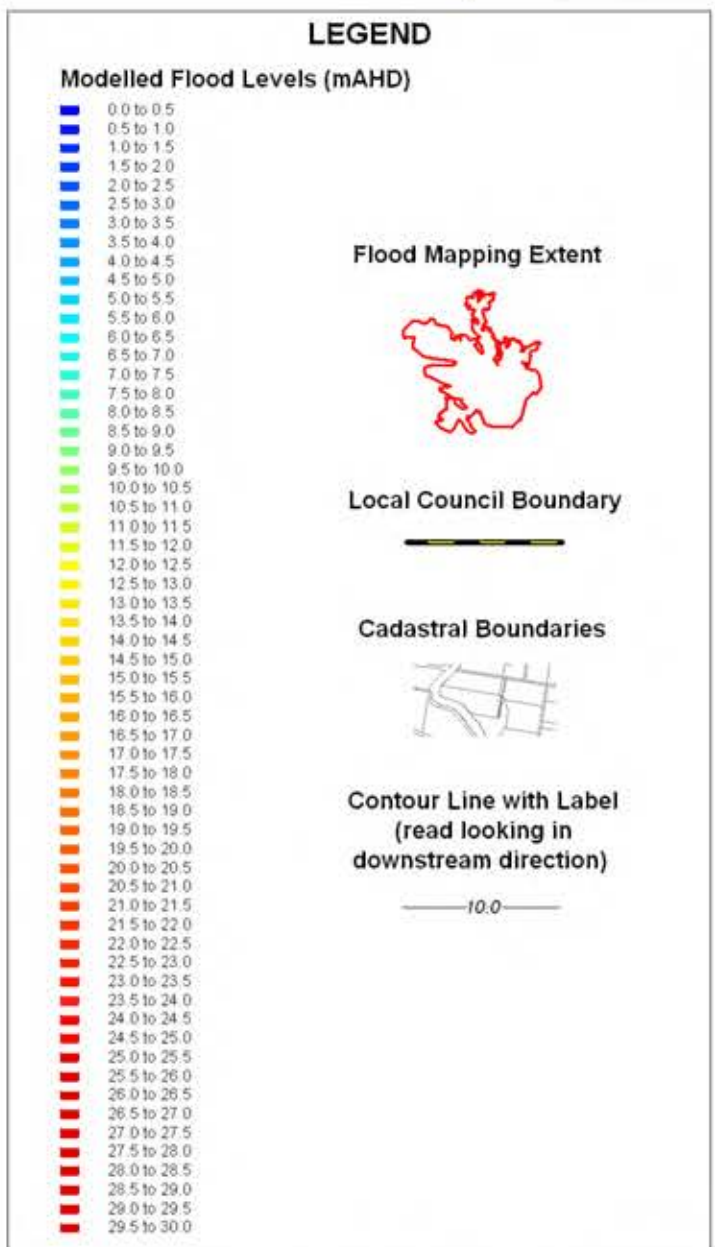 LEGEND
Modelled Flood Levels (mAHD)
0.0 to 0.5
0.5 to 1.0
1.0 to 1.5
1.5 to 2.0
2.0 to 2.5
2.5 to 3.0
3.0 to 3.5
3.5 to 4.0
4.0 to 4.5
4.5 to 5.0
5.0 to 5.5
5.5 to 6.0
6.0 to 6.5
6.5 to 7.0
7.0 to 7.5
7.5 to 8.0
8.0 to 8.5
8.5 to 9.0
9.0 to 9.5
9.5 to 10.0
10.0 to 10.5
10.5 to 11.0
11.0 to 11.5
11.5 to 12.0
12.0 to 12.5
12.5 to 13.0
13.0 to 13.5
13.5 to 14.0
14.0 to 14.5
14.5 to 15.0
15.0 to 15.5
15.5 to 16.0
16.0 to 16.5
16.5 to 17.0
17.0 to 17.5
17.5 to 18.0
18.0 to 18.5
18.5 to 19.0
19.0 to 19.5
19.5 to 20.0
20.0 to 20.5
20.5 to 21.0
21.0 to 21.5
21.5 to 22.0
22.0 to 22.5
22.5 to 23.0
23.0 to 23.5
23.5 to 24.0
24.0 to 24.5
24.5 to 25.0
25.0 to 25.5
25.5 to 26.0
26.0 to 26.5
26.5 to 27.0
27.0 to 27.5
27.5 to 28.0
28.0 to 28.5
28.5 to 29.0
29.0 to 29.5
29.5 to 30.0
Flood Mapping Extent
Local Council Boundary
Cadastral Boundaries
Contour Line with Label
(read looking in
downstream direction)
10.0